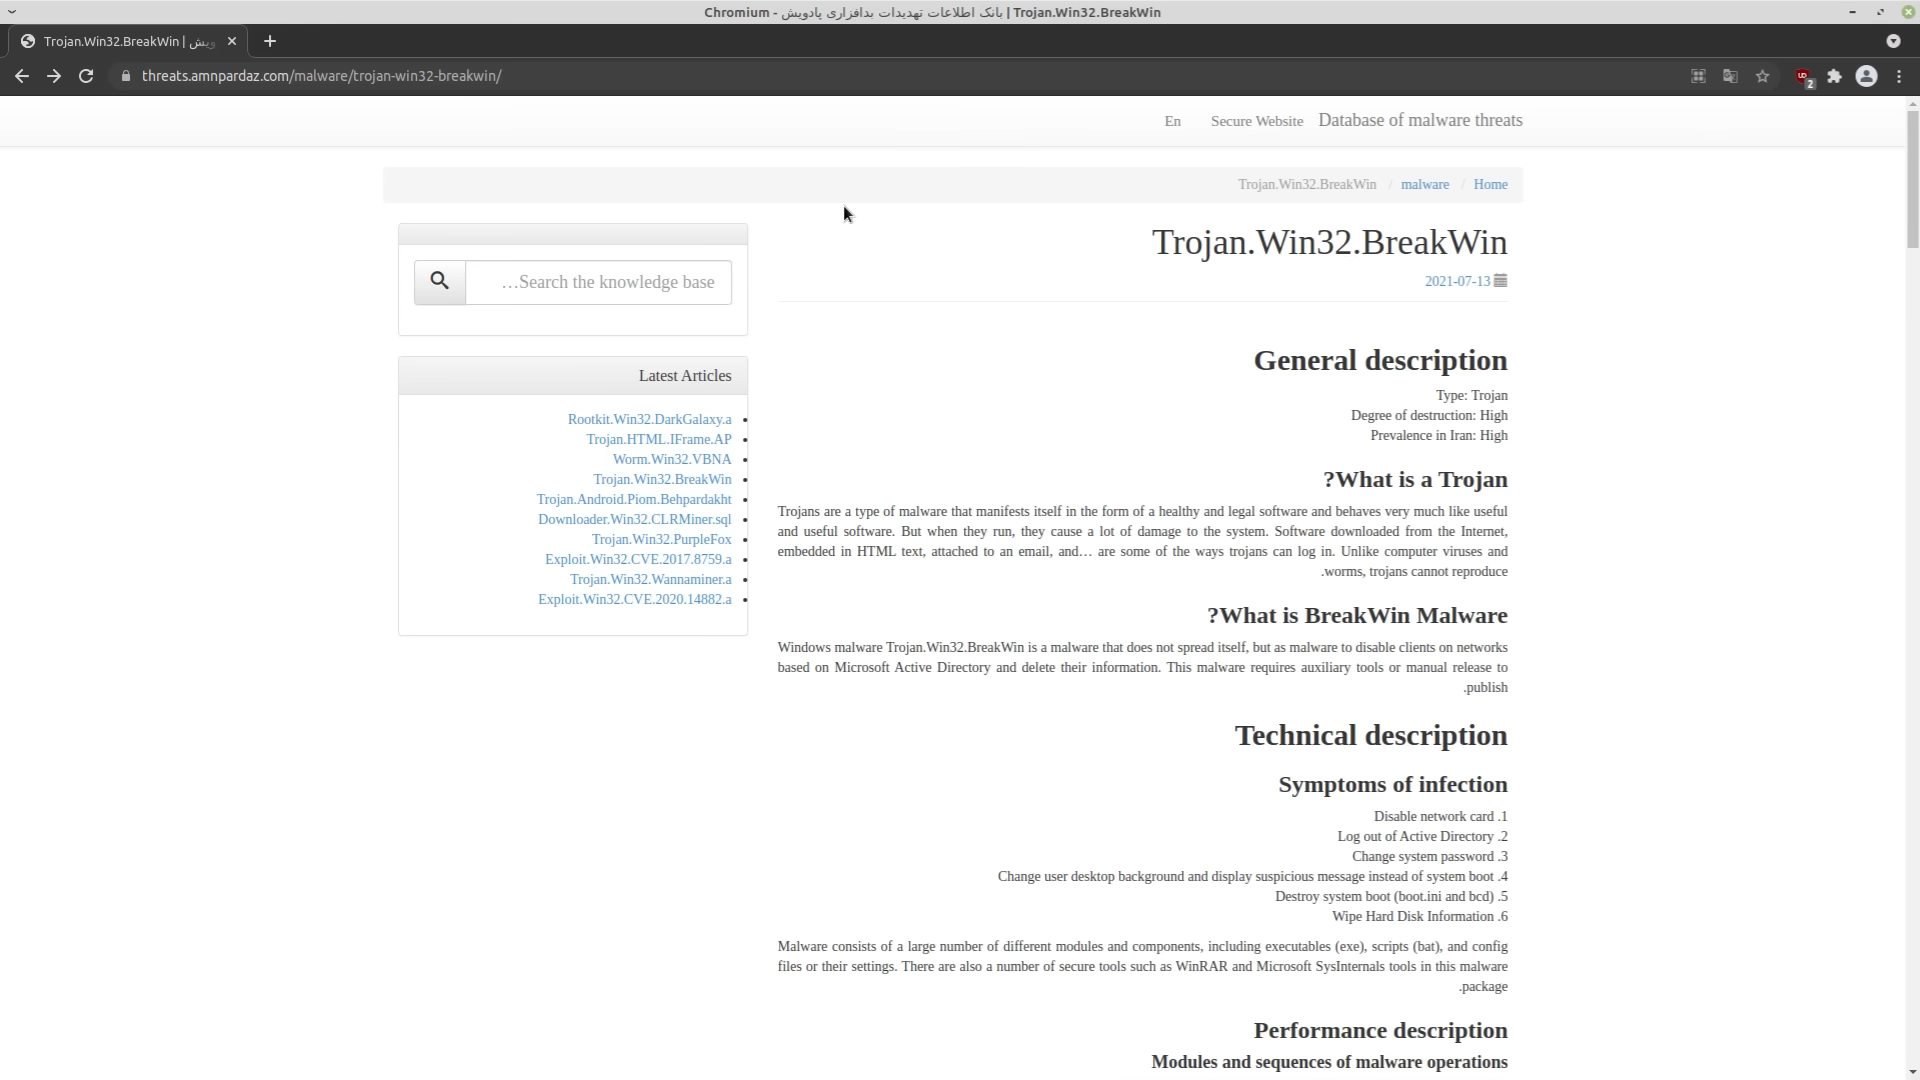 Trojan.Win32.BreakWin | بانک اطلاعات تهدیدات بدافزاری پادویش - Chromium
Trojan.Win32.BreakWin |
threats.amnpardaz.com/malware/trojan-win32-breakwin/
2
En Secure Website Database of malware threats
Trojan.Win32.BreakWin / malware / Home
Search the knowledge base…
Latest Articles
Rootkit.Win32.DarkGalaxy.a
Trojan.HTML.IFrame.AP
Worm.Win32.VBNA
Trojan.Win32.BreakWin
Trojan.Android.Piom.Behpardakht
Downloader.Win32.CLRMiner.sql
Trojan.Win32.PurpleFox
Exploit.Win32.CVE.2017.8759.a
Trojan.Win32.Wannaminer.a
Exploit.Win32.CVE.2020.14882.a
Trojan.Win32.BreakWin
2021-07-13
General description
Type: Trojan
Degree of destruction: High
Prevalence in Iran: High
What is a Trojan?
Trojans are a type of malware that manifests itself in the form of a healthy and legal software and behaves very much like useful
and useful software. But when they run, they cause a lot of damage to the system. Software downloaded from the Internet,
embedded in HTML text, attached to an email, and… are some of the ways trojans can log in. Unlike computer viruses and
worms, trojans cannot reproduce.
What is BreakWin Malware?
Windows malware Trojan.Win32.BreakWin is a malware that does not spread itself, but as malware to disable clients on networks
based on Microsoft Active Directory and delete their information. This malware requires auxiliary tools or manual release to
publish.
Technical description
Symptoms of infection
1. Disable network card
2. Log out of Active Directory
3. Change system password
4. Change user desktop background and display suspicious message instead of system boot
5. Destroy system boot (boot.ini and bcd)
6. Wipe Hard Disk Information
Malware consists of a large number of different modules and components, including executables (exe), scripts (bat), and config
files or their settings. There are also a number of secure tools such as WinRAR and Microsoft SysInternals tools in this malware
package.
Performance description
Modules and sequences of malware operations